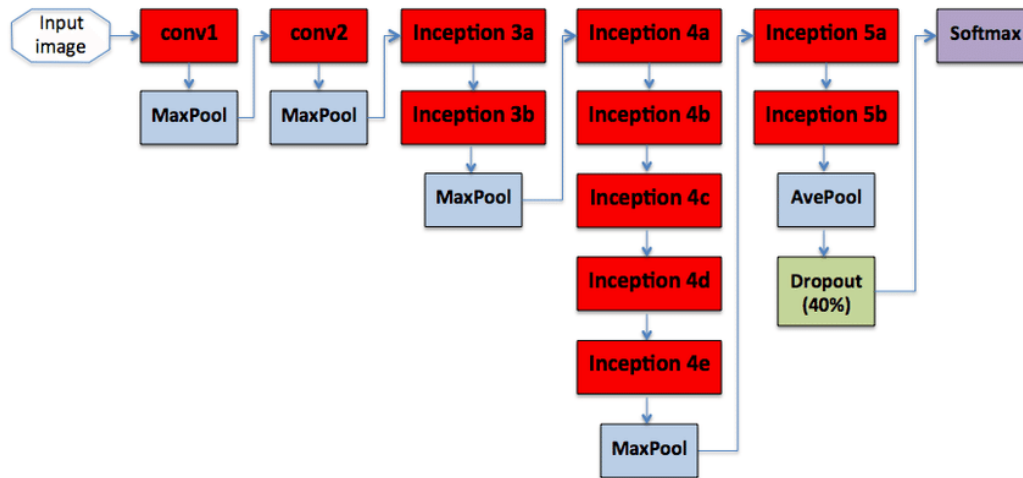 Input
image
conv1
MaxPool
conv2
MaxPool
Inception 3a
Inception 3b
MaxPool
Inception 4a
Inception 4b
Inception 4c
Inception 4d
Inception 4e
MaxPool
Inception 5a
Inception 5b
AvePool
Dropout
(40%)
Softmax